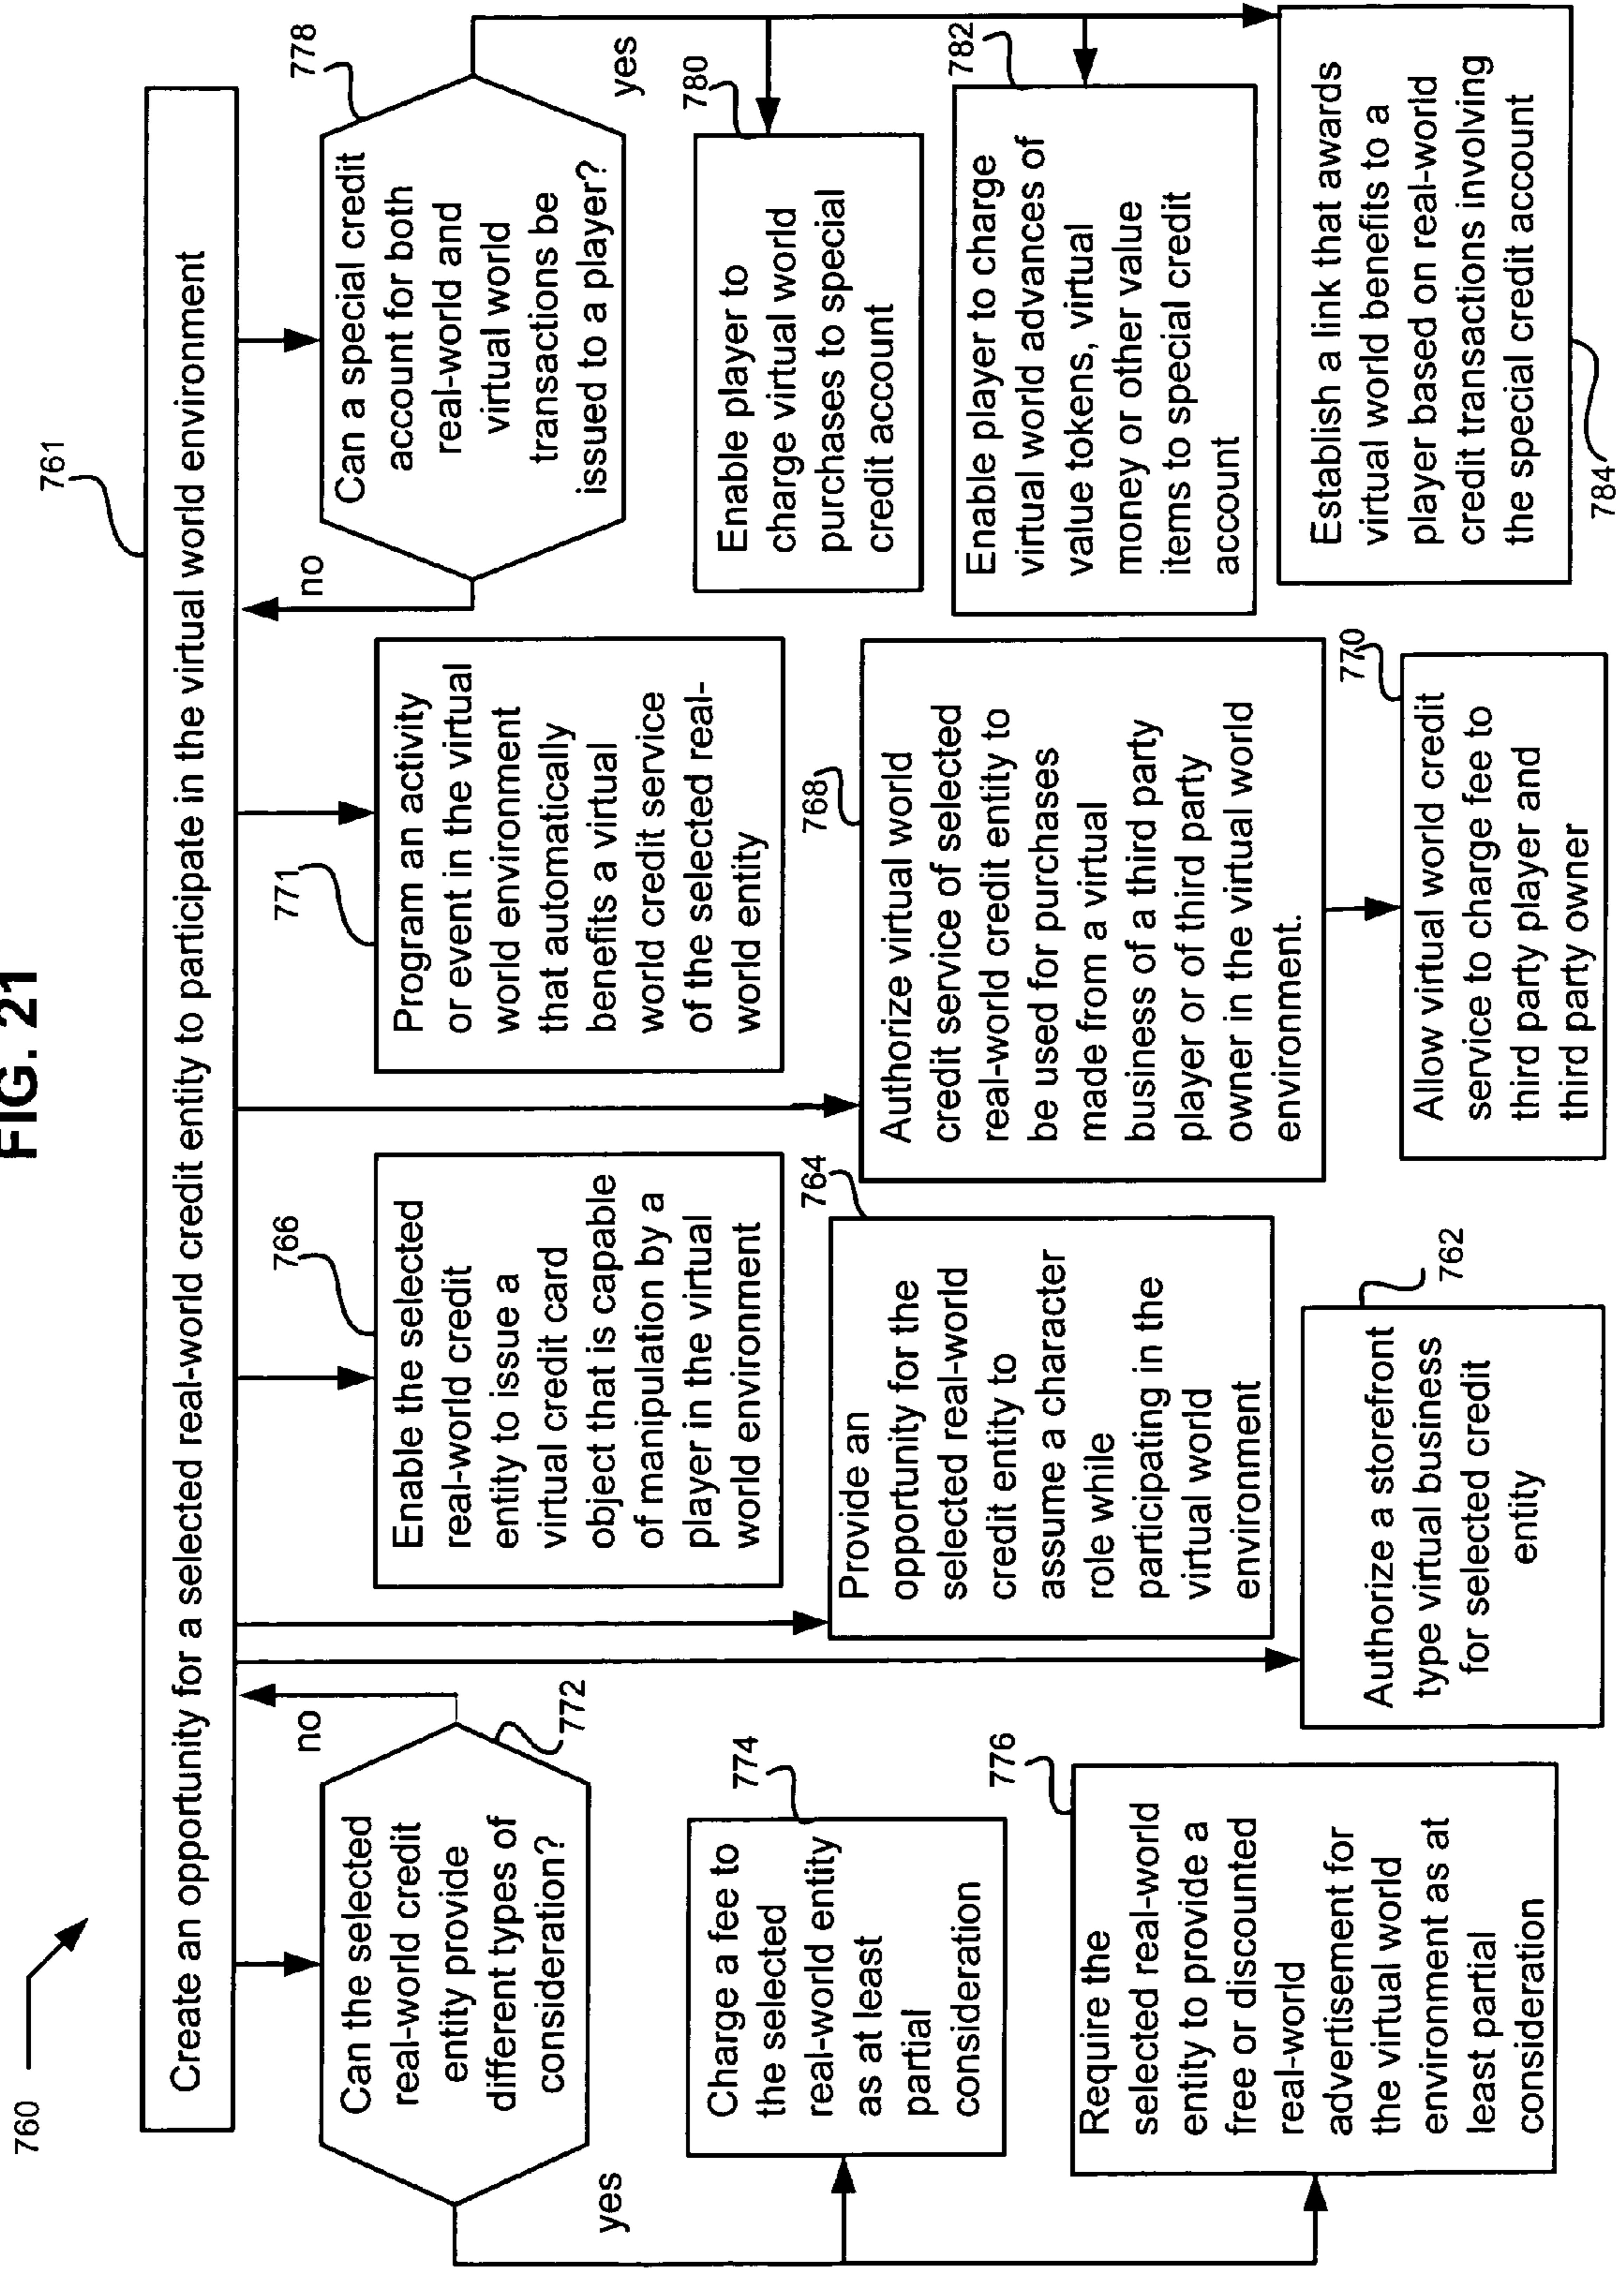 FIG. 21
760
761
Create an opportunity for a selected real-world credit entity to participate in the virtual world environment
772
Can the selected
real-world credit
entity provide
different types of
consideration?
no
yes
774
Charge a fee to
the selected
real-world entity
as at least
partial
consideration
776
Require the
selected real-world
entity to provide a
free or discounted
real-world
advertisement for
the virtual world
environment as at
least partial
consideration
766
Enable the selected
real-world credit
entity to issue a
virtual credit card
object that is capable
of manipulation by a
player in the virtual
world environment
764
Provide an
opportunity for the
selected real-world
credit entity to
assume a character
role while
participating in the
virtual world
environment
762
Authorize a storefront
type virtual business
for selected credit
entity
771
Program an activity
or event in the virtual
world environment
that automatically
benefits a virtual
world credit service
of the selected real-
world entity
768
Authorize virtual world
credit service of selected
real-world credit entity to
be used for purchases
made from a virtual
business of a third party
player or of third party
owner in the virtual world
environment.
770
Allow virtual world credit
service to charge fee to
third party player and
third party owner
778
Can a special credit
account for both
real-world and
virtual world
transactions be
issued to a player?
no
yes
780
Enable player to
charge virtual world
purchases to special
credit account
782
Enable player to charge
virtual world advances of
value tokens, virtual
money or other value
items to special credit
account
784
Establish a link that awards
virtual world benefits to a
player based on real-world
credit transactions involving
the special credit account